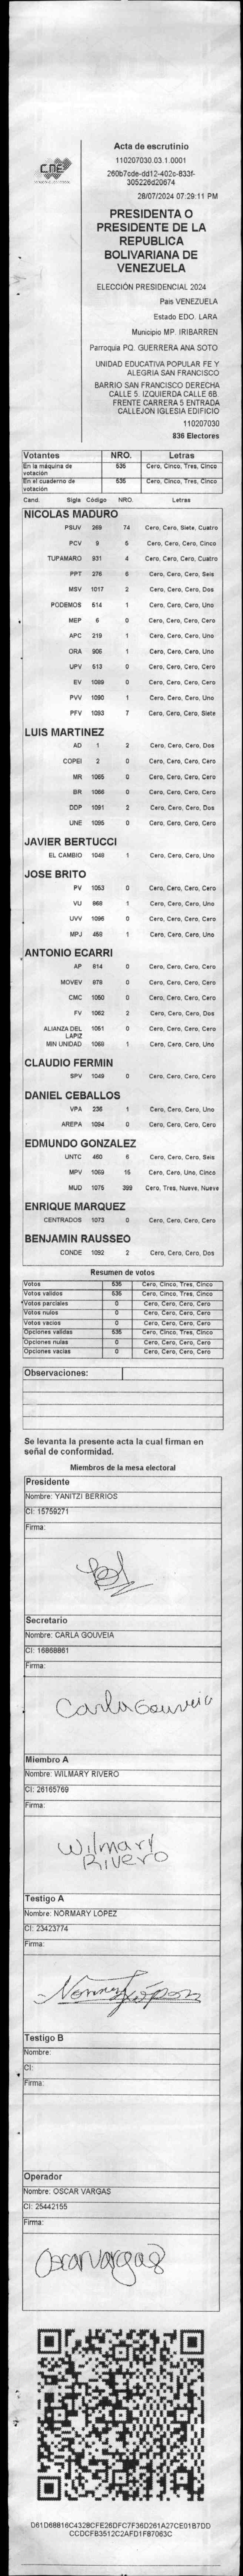 CNE
Acta de escrutinio
110207030.03.1.0001
260b7cde-dd12-402c-833f-
305226d20674
28/07/2024 07:29:11 PM
PRESIDENTA O
PRESIDENTE DE LA
REPUBLICA
BOLIVARIANA DE
VENEZUELA
ELECCIÓN PRESIDENCIAL 2024
Pais VENEZUELA
Estado EDO. LARA
Municipio MP. IRIBARREN
Parroquia PQ. GUERRERA ANA SOTO
UNIDAD EDUCATIVA POPULAR FE Y
ALEGRIA SAN FRANCISCO
BARRIO SAN FRANCISCO DERECHA
CALLE 5. IZQUIERDA CALLE 6B.
FRENTE CARRERA 5 ENTRADA
CALLEJON IGLESIA EDIFICIO
110207030
836 Electores
Votantes NRO. Letras
En la máquina de votación 535 Cero, Cinco, Tres, Cinco
En el cuaderno de votación 535 Cero, Cinco, Tres, Cinco
Cand. Sigla Código NRO. Letras
NICOLAS MADURO
PSUV 269 74 Cero, Cero, Siete, Cuatro
PCV 9 5 Cero, Cero, Cero, Cinco
TUPAMARO 931 4 Cero, Cero, Cero, Cuatro
PPT 276 6 Cero, Cero, Cero, Seis
MSV 1017 2 Cero, Cero, Cero, Dos
PODEMOS 514 1 Cero, Cero, Cero, Uno
MEP 6 0 Cero, Cero, Cero, Cero
APC 219 1 Cero, Cero, Cero, Uno
ORA 906 1 Cero, Cero, Cero, Uno
UPV 513 0 Cero, Cero, Cero, Cero
EV 1089 0 Cero, Cero, Cero, Cero
PVV 1090 1 Cero, Cero, Cero, Uno
PFV 1093 7 Cero, Cero, Cero, Siete
LUIS MARTINEZ
AD 1 2 Cero, Cero, Cero, Dos
COPEI 2 0 Cero, Cero, Cero, Cero
MR 1065 0 Cero, Cero, Cero, Cero
BR 1066 0 Cero, Cero, Cero, Cero
DDP 1091 2 Cero, Cero, Cero, Dos
UNE 1095 0 Cero, Cero, Cero, Cero
JAVIER BERTUCCI
EL CAMBIO 1048 1 Cero, Cero, Cero, Uno
JOSE BRITO
PV 1053 0 Cero, Cero, Cero, Cero
VU 868 1 Cero, Cero, Cero, Uno
UVV 1096 0 Cero, Cero, Cero, Cero
MPJ 459 1 Cero, Cero, Cero, Uno
ANTONIO ECARRI
AP 814 0 Cero, Cero, Cero, Cero
MOVEV 878 0 Cero, Cero, Cero, Cero
CMC 1050 0 Cero, Cero, Cero, Cero
FV 1062 2 Cero, Cero, Cero, Dos
ALIANZA DEL LAPIZ 1061 0 Cero, Cero, Cero, Cero
MIN UNIDAD 1068 1 Cero, Cero, Cero, Uno
CLAUDIO FERMIN
SPV 1049 0 Cero, Cero, Cero, Cero
DANIEL CEBALLOS
VPA 236 1 Cero, Cero, Cero, Uno
AREPA 1094 0 Cero, Cero, Cero, Cero
EDMUNDO GONZALEZ
UNTC 460 6 Cero, Cero, Cero, Seis
MPV 1069 15 Cero, Cero, Uno, Cinco
MUD 1075 399 Cero, Tres, Nueve, Nueve
ENRIQUE MARQUEZ
CENTRADOS 1073 0 Cero, Cero, Cero, Cero
BENJAMIN RAUSSEO
CONDE 1092 2 Cero, Cero, Cero, Dos
Resumen de votos
Votos 535 Cero, Cinco, Tres, Cinco
Votos validos 535 Cero, Cinco, Tres, Cinco
Votos parciales 0 Cero, Cero, Cero, Cero
Votos nulos 0 Cero, Cero, Cero, Cero
Votos vacios 0 Cero, Cero, Cero, Cero
Opciones validas 535 Cero, Cinco, Tres, Cinco
Opciones nulas 0 Cero, Cero, Cero, Cero
Opciones vacias 0 Cero, Cero, Cero, Cero
Observaciones:
Se levanta la presente acta la cual firman en
señal de conformidad.
Miembros de la mesa electoral
Presidente
Nombre: YANITZI BERRIOS
CI: 15759271
Firma:
Secretario
Nombre: CARLA GOUVEIA
CI: 16868861
Firma:
Carla Gouveia
Miembro A
Nombre: WILMARY RIVERO
CI: 26165769
Firma:
Wilmary
Rivero
Testigo A
Nombre: NORMARY LOPEZ
CI: 23423774
Firma:
Testigo B
Nombre:
CI:
Firma:
Operador
Nombre: OSCAR VARGAS
CI: 25442155
Firma:
Oscar Vargas
D61D68816C4328CFE26DFC7F36D261A27CE01B7DD
CCDCFB3512C2AFD1F87063C